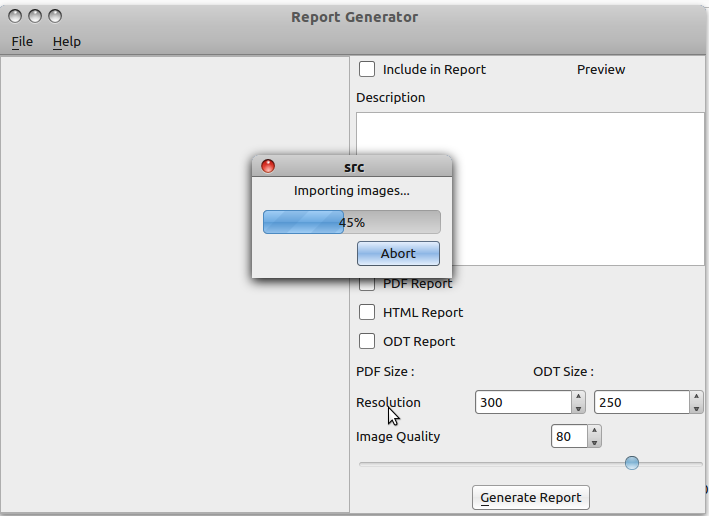 Report Generator
File Help
Include in Report Preview
Description
src
Importing images...
45%
Abort
PDF Report
HTML Report
ODT Report
PDF Size : ODT Size :
Resolution 300 250
Image Quality 80
Generate Report